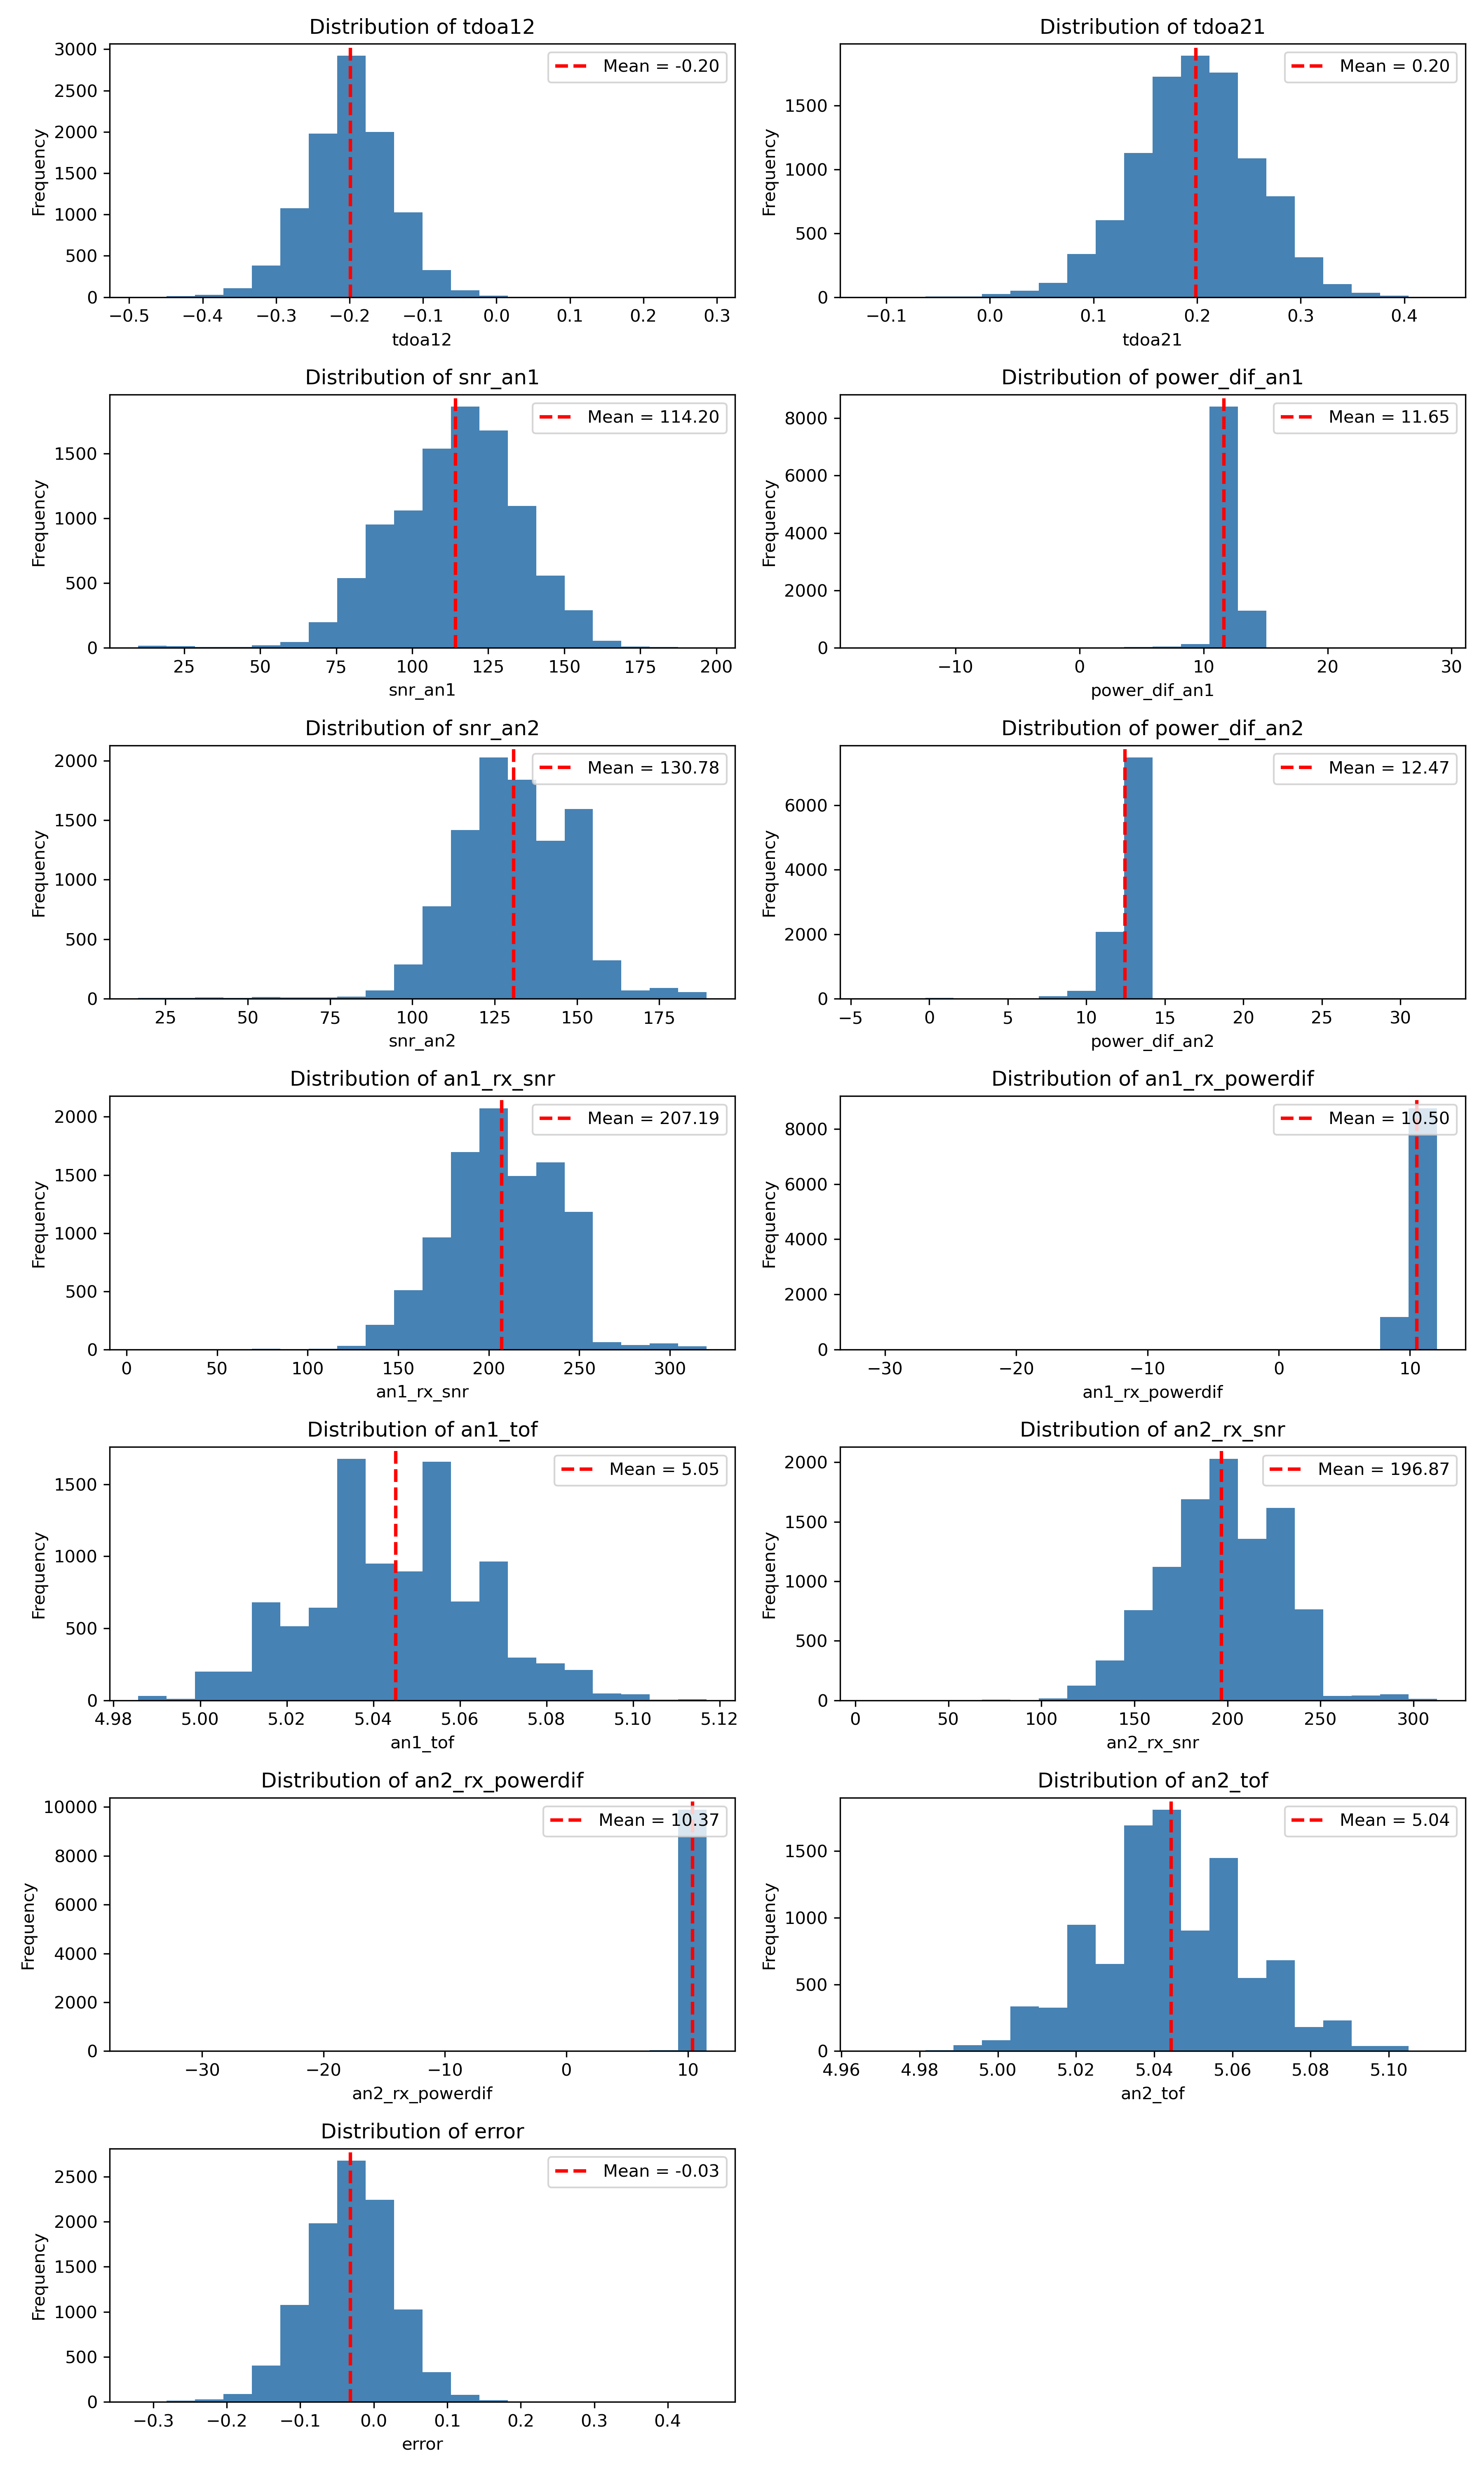 Distribution of tdoa12
Mean = -0.20
3000
2500
2000
1500
1000
500
0
Frequency
−0.5 −0.4 −0.3 −0.2 −0.1 0.0 0.1 0.2 0.3
tdoa12
Distribution of tdoa21
Mean = 0.20
1500
1000
500
0
Frequency
−0.1 0.0 0.1 0.2 0.3 0.4
tdoa21
Distribution of snr_an1
Mean = 114.20
1500
1000
500
0
Frequency
25 50 75 100 125 150 175 200
snr_an1
Distribution of power_dif_an1
Mean = 11.65
8000
6000
4000
2000
0
Frequency
−10 0 10 20 30
power_dif_an1
Distribution of snr_an2
Mean = 130.78
2000
1500
1000
500
0
Frequency
25 50 75 100 125 150 175
snr_an2
Distribution of power_dif_an2
Mean = 12.47
6000
4000
2000
0
Frequency
−5 0 5 10 15 20 25 30
power_dif_an2
Distribution of an1_rx_snr
Mean = 207.19
2000
1500
1000
500
0
Frequency
0 50 100 150 200 250 300
an1_rx_snr
Distribution of an1_rx_powerdif
Mean = 10.50
8000
6000
4000
2000
0
Frequency
−30 −20 −10 0 10
an1_rx_powerdif
Distribution of an1_tof
Mean = 5.05
1500
1000
500
0
Frequency
4.98 5.00 5.02 5.04 5.06 5.08 5.10 5.12
an1_tof
Distribution of an2_rx_snr
Mean = 196.87
2000
1500
1000
500
0
Frequency
0 50 100 150 200 250 300
an2_rx_snr
Distribution of an2_rx_powerdif
Mean = 10.37
10000
8000
6000
4000
2000
0
Frequency
−30 −20 −10 0 10
an2_rx_powerdif
Distribution of an2_tof
Mean = 5.04
1500
1000
500
0
Frequency
4.96 4.98 5.00 5.02 5.04 5.06 5.08 5.10
an2_tof
Distribution of error
Mean = -0.03
2500
2000
1500
1000
500
0
Frequency
−0.3 −0.2 −0.1 0.0 0.1 0.2 0.3 0.4
error